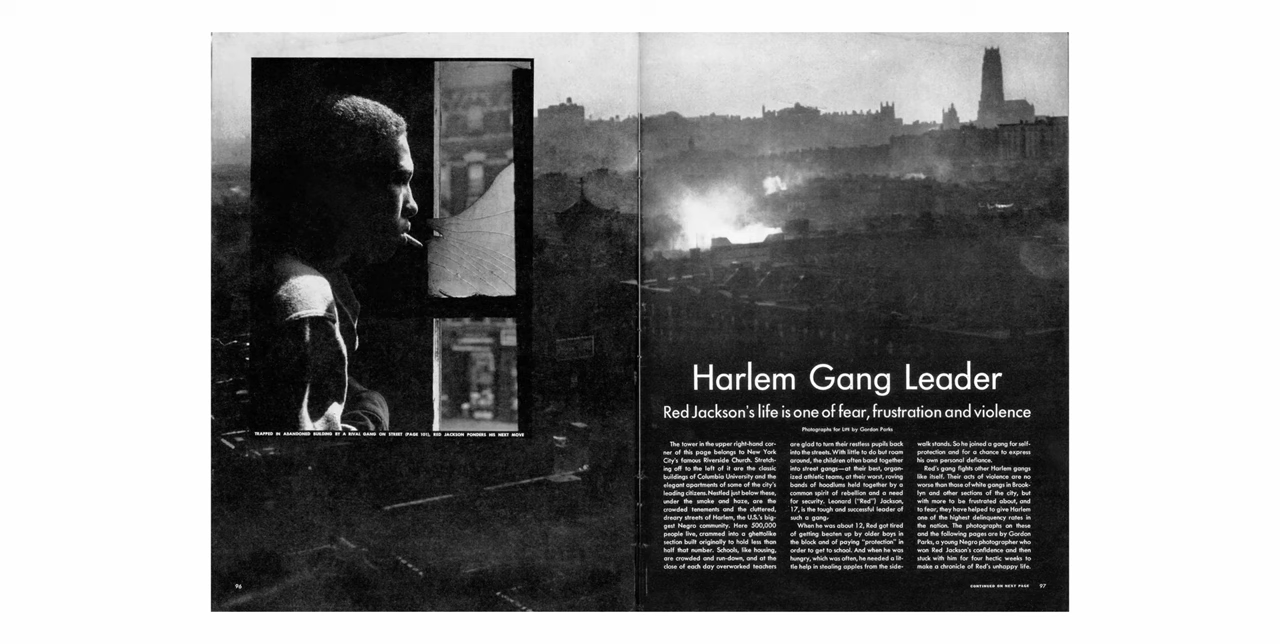 TRAPPED IN ABANDONED BUILDING BY A RIVAL GANG ON STREET (PAGE 101), RED JACKSON PONDERS HIS NEXT MOVE
96
Harlem Gang Leader
Red Jackson's life is one of fear, frustration and violence
Photographs for LIFE by Gordon Parks
The tower in the upper right-hand cor-
ner of this page belongs to New York
City's famous Riverside Church. Stretch-
ing off to the left of it are the classic
buildings of Columbia University and the
elegant apartments of some of the city's
leading citizens. Nestled just below these,
under the smoke and haze, are the
crowded tenements and the cluttered,
dreary streets of Harlem, the U.S.'s big-
gest Negro community. Here 500,000
people live, crammed into a ghettolike
section built originally to hold less than
half that number. Schools, like housing,
are crowded and run-down, and at the
close of each day overworked teachers
are glad to turn their restless pupils back
into the streets. With little to do but roam
around, the children often band together
into street gangs—at their best, organ-
ized athletic teams, at their worst, roving
bands of hoodlums held together by a
common spirit of rebellion and a need
for security. Leonard ("Red") Jackson,
17, is the tough and successful leader of
such a gang.
When he was about 12, Red got tired
of getting beaten up by older boys in
the block and of paying "protection" in
order to get to school. And when he was
hungry, which was often, he needed a lit-
tle help in stealing apples from the side-
walk stands. So he joined a gang for self-
protection and for a chance to express
his own personal defiance.
Red's gang fights other Harlem gangs
like itself. Their acts of violence are no
worse than those of white gangs in Brook-
lyn and other sections of the city, but
with more to be frustrated about, and
to fear, they have helped to give Harlem
one of the highest delinquency rates in
the nation. The photographs on these
and the following pages are by Gordon
Parks, a young Negro photographer who
won Red Jackson's confidence and then
stuck with him for four hectic weeks to
make a chronicle of Red's unhappy life.
CONTINUED ON NEXT PAGE 97